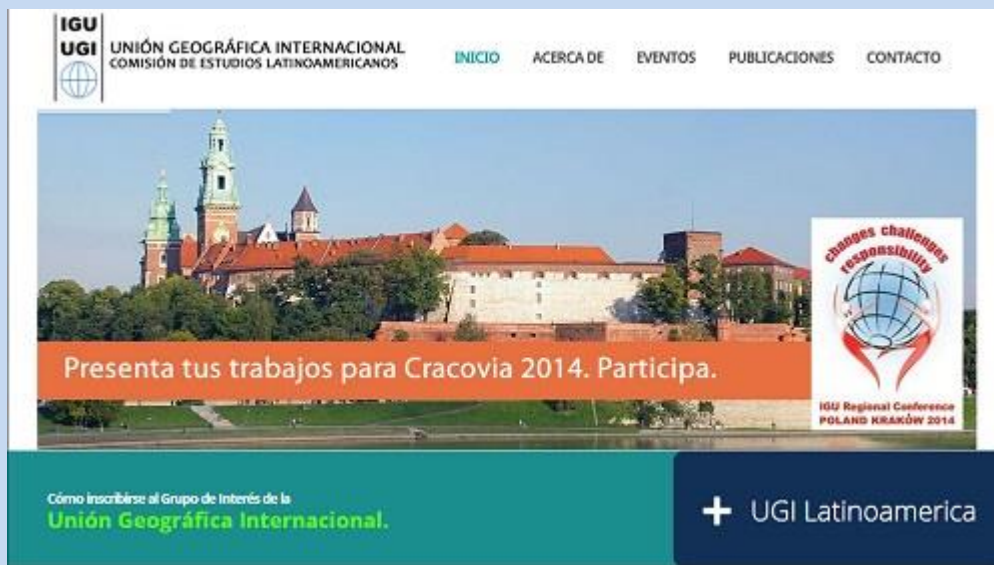 IGU
UGI
UNIÓN GEOGRÁFICA INTERNACIONAL
COMISIÓN DE ESTUDIOS LATINOAMERICANOS
INICIO
ACERCA DE
EVENTOS
PUBLICACIONES
CONTACTO
changes challenges
responsibility
Presenta tus trabajos para Cracovia 2014. Participa.
IGU Regional Conference
POLAND KRAKÓW 2014
Cómo inscribirse al Grupo de Interés de la
Unión Geográfica Internacional.
+ UGI Latinoamerica